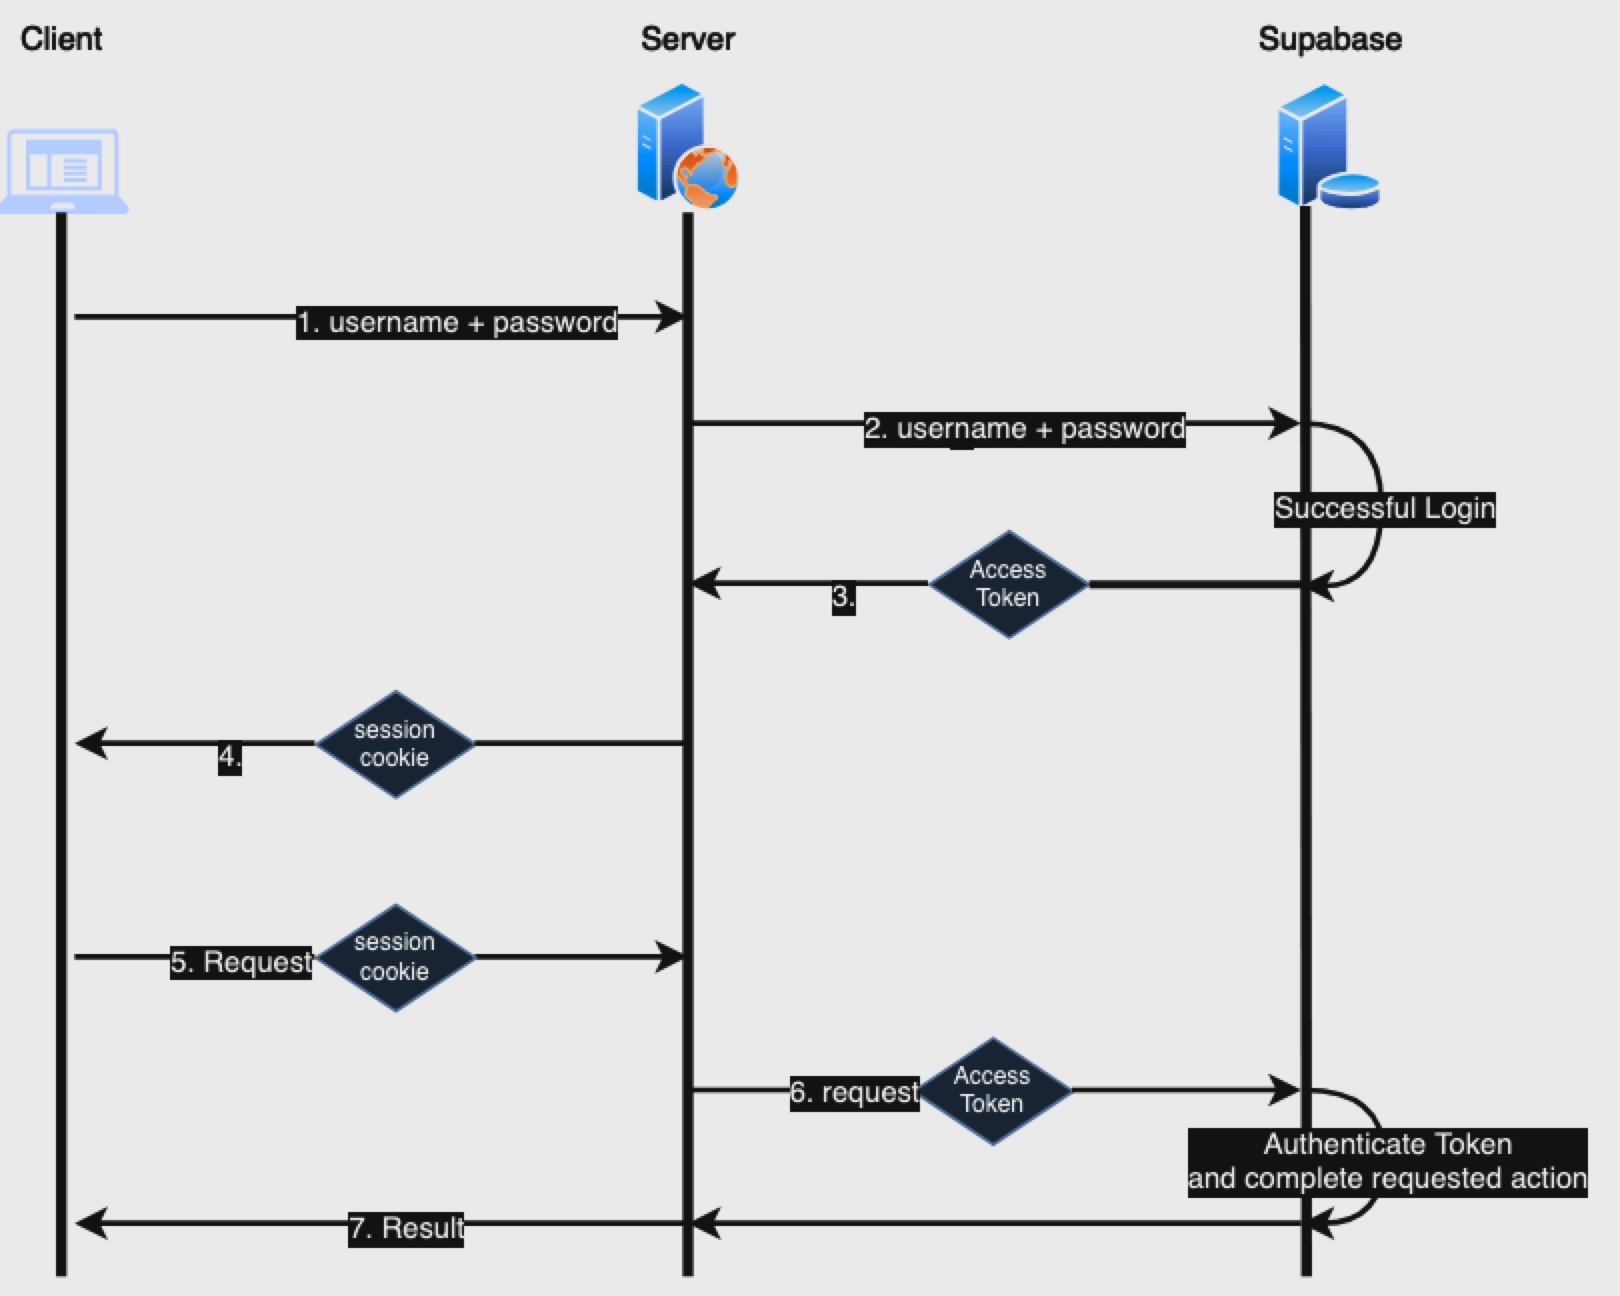 Client
Server
Supabase
1. username + password
2. username + password
Successful Login
Access
Token
3.
session
cookie
4.
5. Request
session
cookie
6. request
Access
Token
Authenticate Token
and complete requested action
7. Result